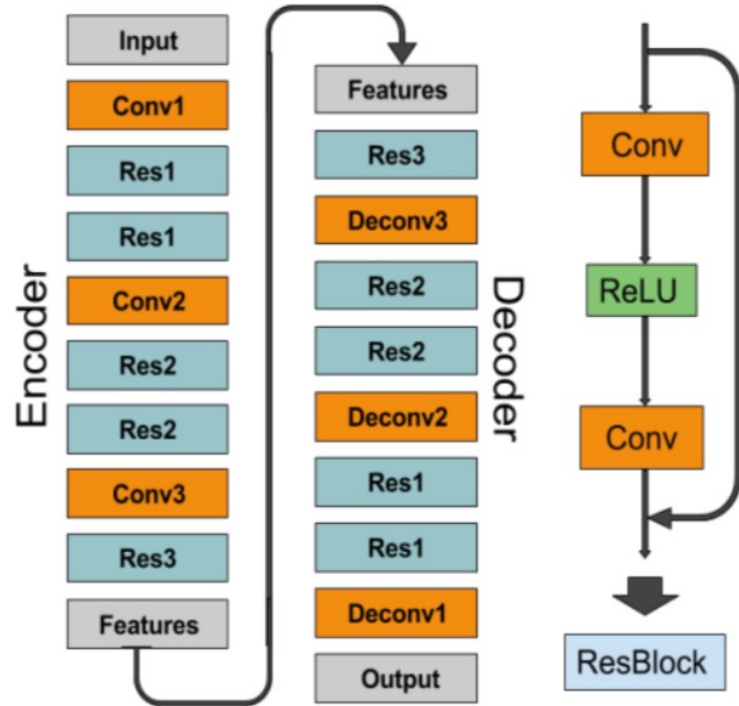 Encoder
Input
Conv1
Res1
Res1
Conv2
Res2
Res2
Conv3
Res3
Features
Features
Res3
Deconv3
Res2
Res2
Deconv2
Res1
Res1
Deconv1
Output
Decoder
Conv
ReLU
Conv
ResBlock